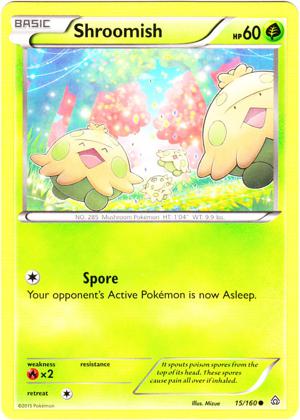 BASIC Shroomish HP60
NO. 285 Mushroom Pokémon HT: 1'04" WT: 9.9 lbs.
Spore
Your opponent's Active Pokémon is now Asleep.
weakness resistance
×2
retreat
It spouts poison spores from
the top of its head. These spores
cause pain all over if inhaled.
©2015 Pokémon Illus. Mizue 15/160